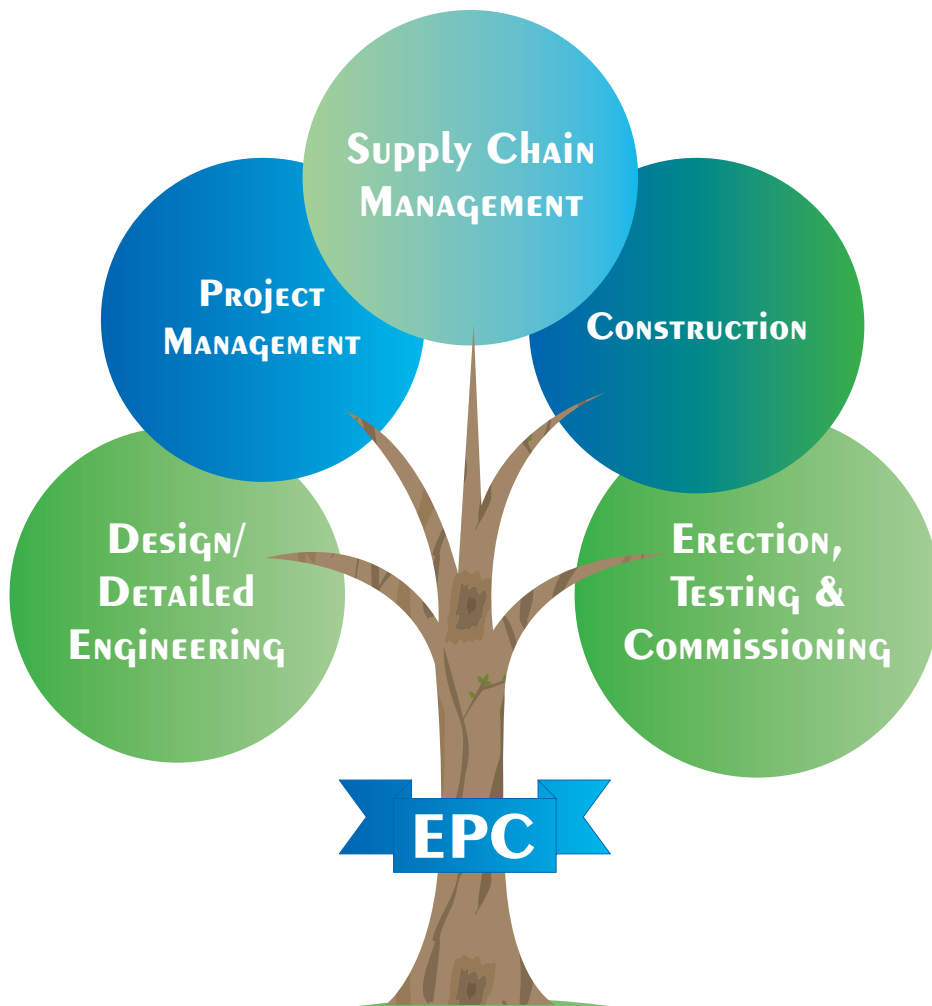 Supply Chain
Management
Project
Management
Construction
Design/
Detailed
Engineering
Erection,
Testing &
Commissioning
EPC